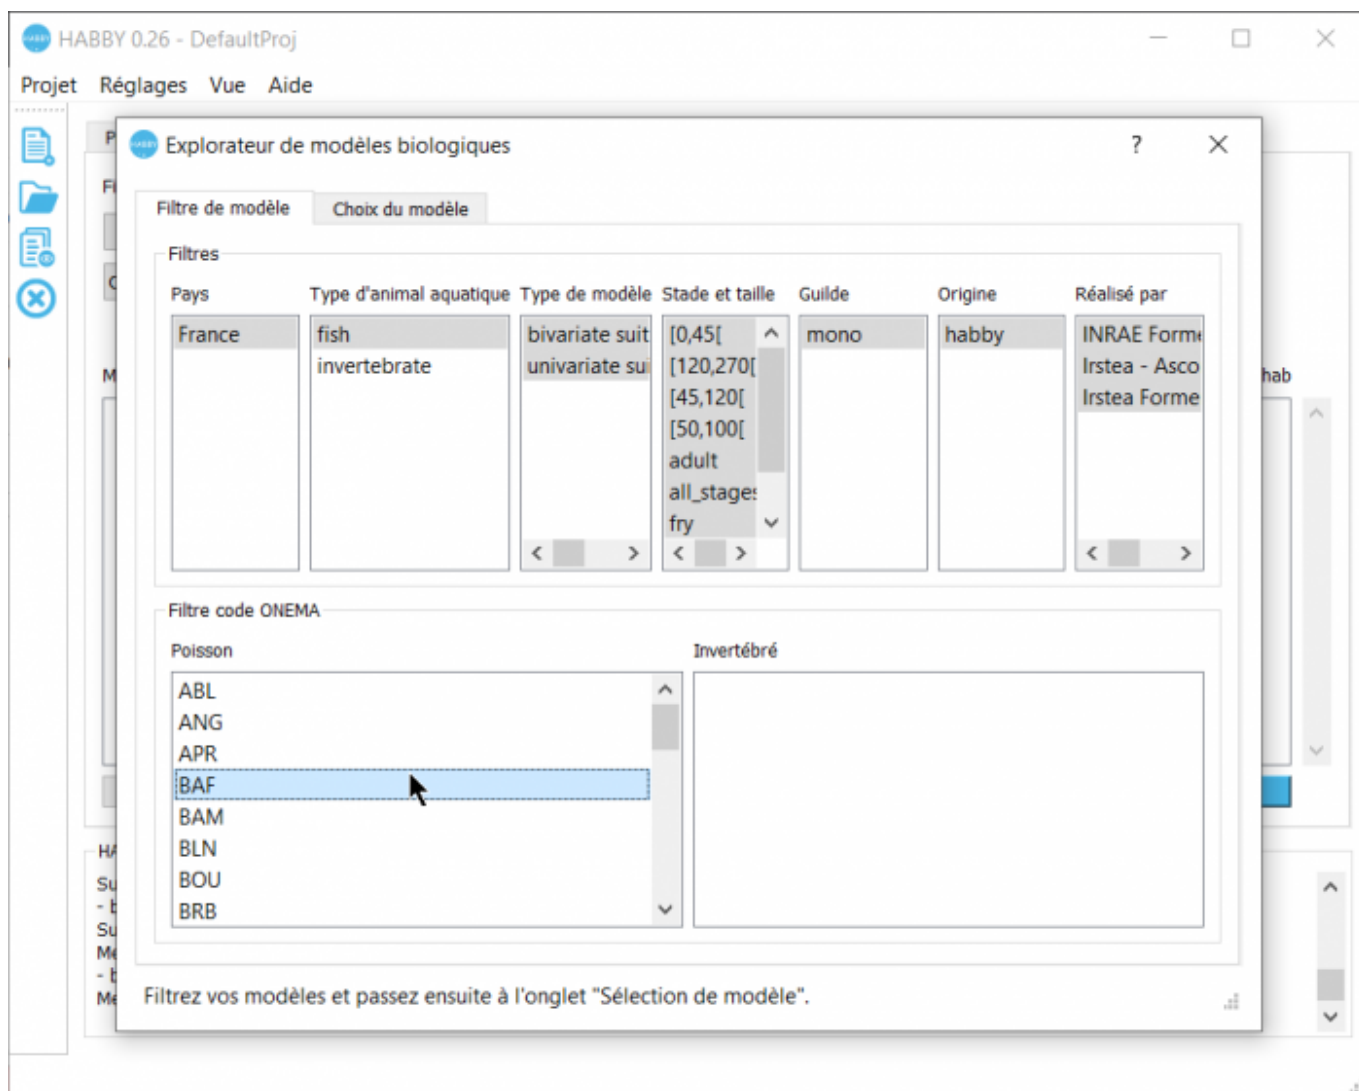 HABBY 0.26 - DefaultProj
Projet Réglages Vue Aide
Explorateur de modèles biologiques
Filtre de modèle Choix du modèle
Filtres
Pays Type d'animal aquatique Type de modèle Stade et taille Guilde Origine Réalisé par
France fish bivariate suit [0,45[ mono habby INRAE Forme
invertebrate univariate sui [120,270[ Irstea - Asco
[45,120[ Irstea Forme
[50,100[
adult
all_stages
fry
hab
Filtre code ONEMA
Poisson Invertébré
ABL
ANG
APR
BAF
BAM
BLN
BOU
BRB
Filtrez vos modèles et passez ensuite à l'onglet "Sélection de modèle".